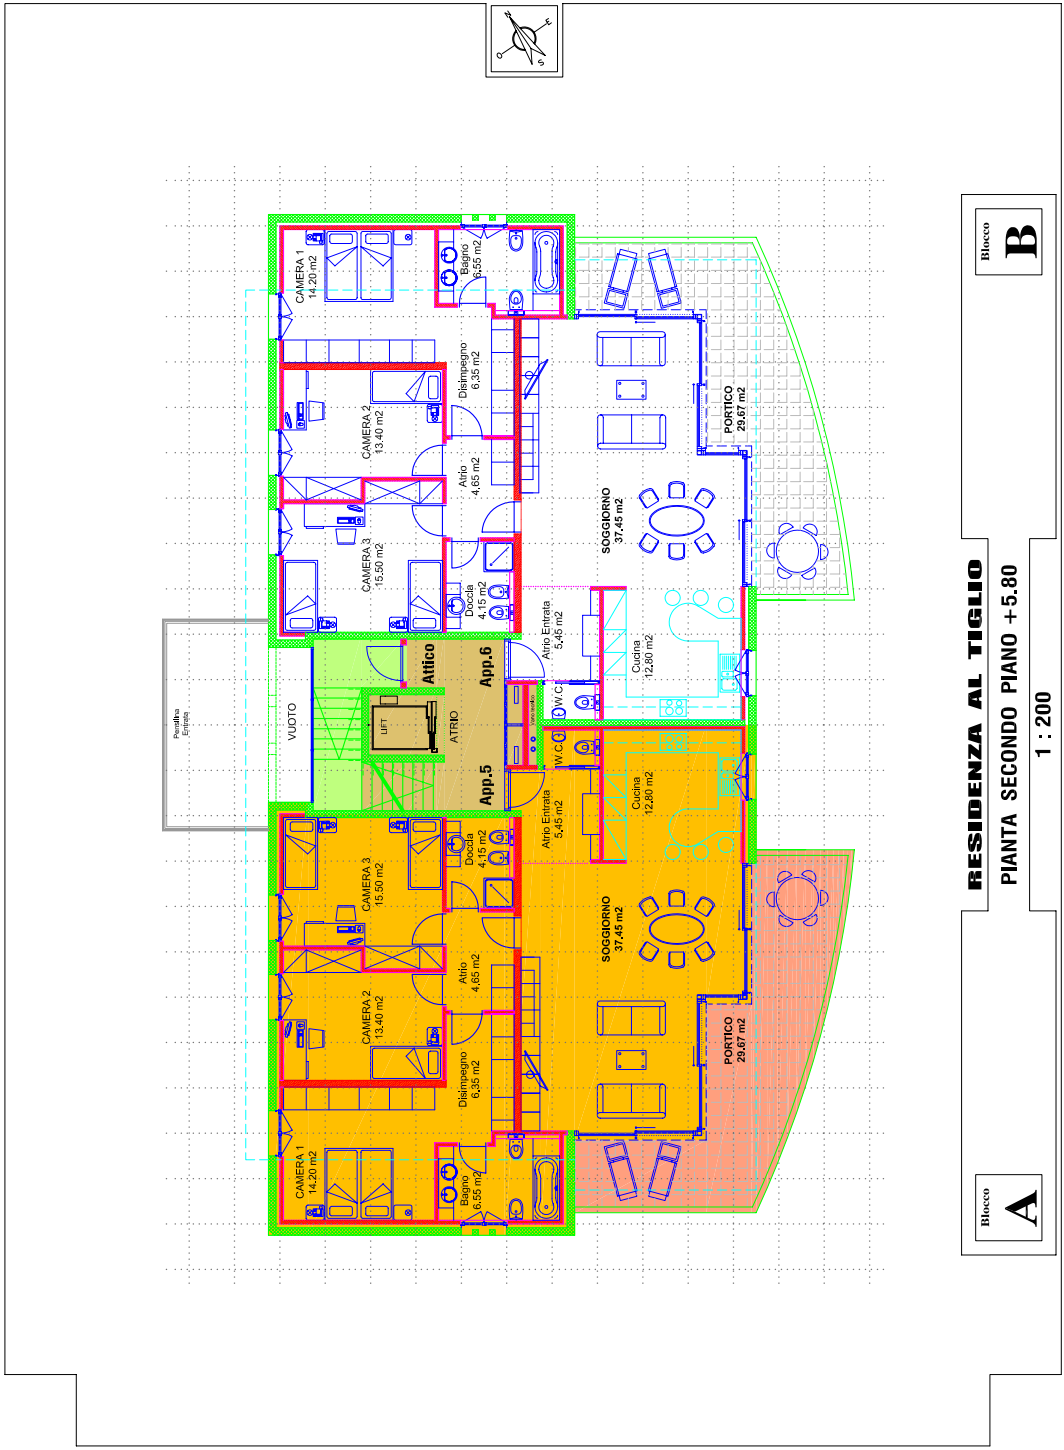 RESIDENZA AL TIGLIO
PIANTA SECONDO PIANO +5.80
1 : 200
Blocco
A
Blocco
B
N
E
S
O
Pensilina
Entrata
VUOTO
LIFT
ATRIO
Attico
App.5
App.6
CAMERA 1
14.20 m2
CAMERA 2
13.40 m2
CAMERA 3
15.50 m2
Bagno
6.55 m2
Disimpegno
6.35 m2
Atrio
4.65 m2
Doccia
4.15 m2
Atrio Entrata
5.45 m2
W.C.
Cucina
12.80 m2
SOGGIORNO
37.45 m2
PORTICO
29.67 m2
CAMERA 3
15.50 m2
CAMERA 2
13.40 m2
CAMERA 1
14.20 m2
Doccia
4.15 m2
Atrio
4.65 m2
Disimpegno
6.35 m2
Bagno
6.55 m2
Atrio Entrata
5.45 m2
W.C.
Cucina
12.80 m2
SOGGIORNO
37.45 m2
PORTICO
29.67 m2